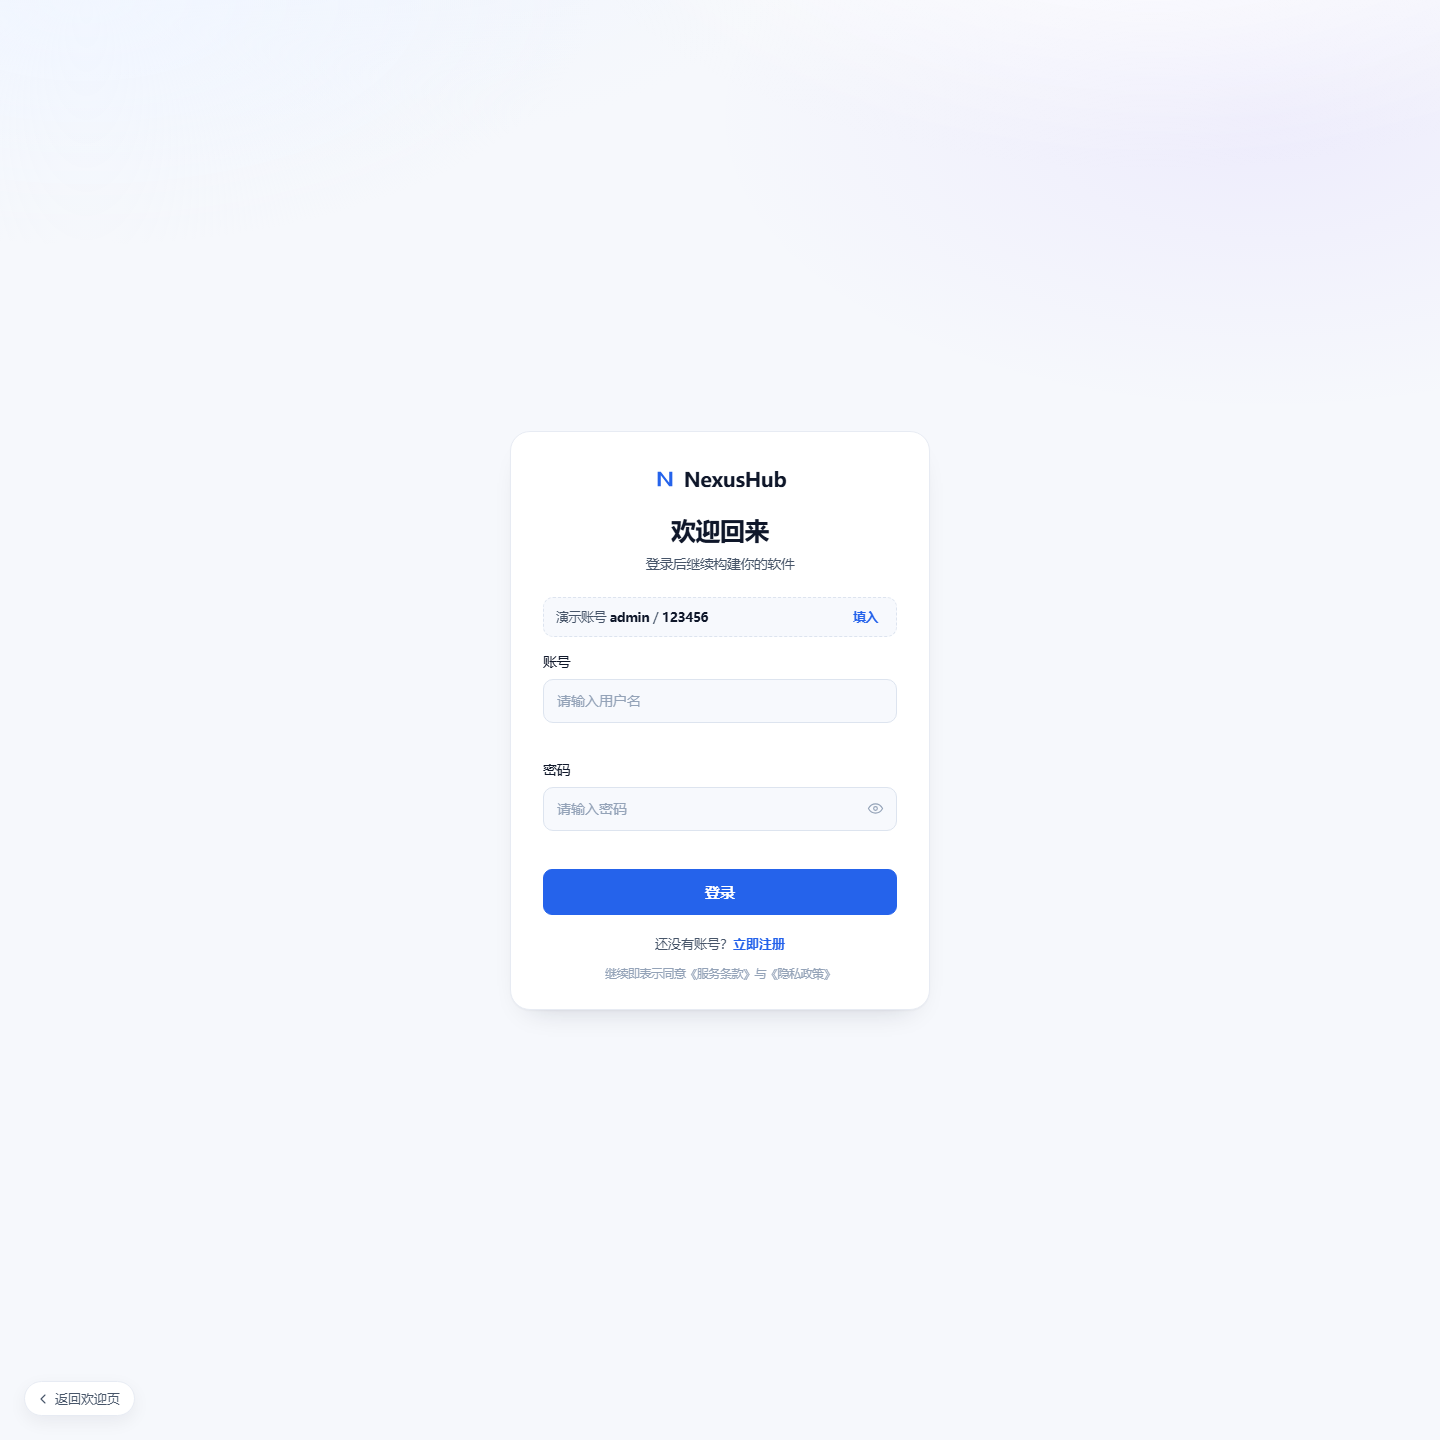 N NexusHub
欢迎回来
登录后继续构建你的软件
演示账号 admin / 123456 填入
账号
请输入用户名
密码
请输入密码
登录
还没有账号? 立即注册
继续即表示同意《服务条款》与《隐私政策》
返回欢迎页